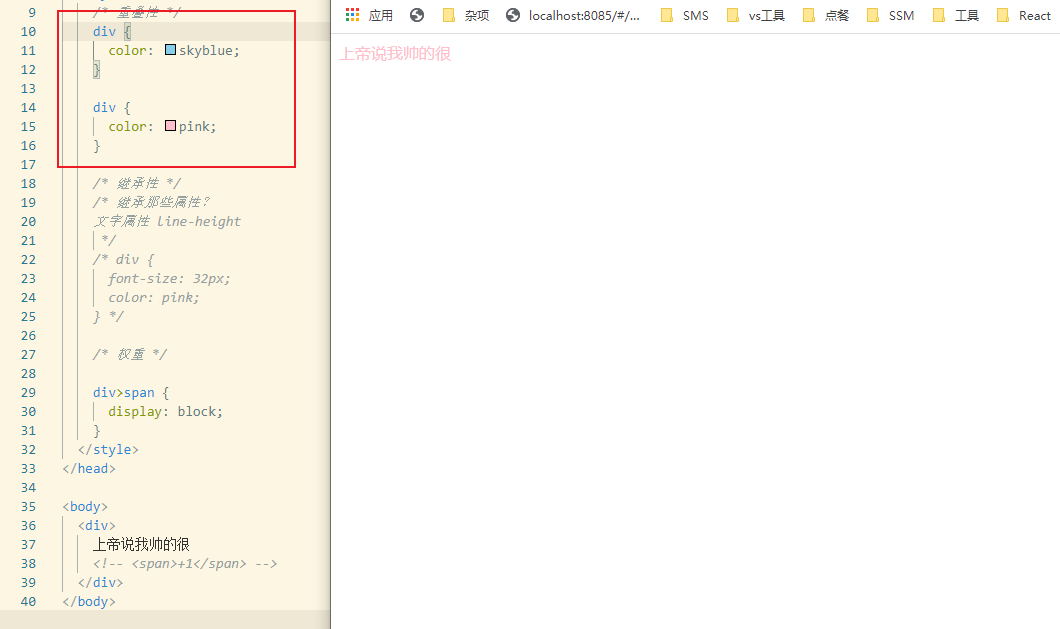 9 /* 重叠性 */
10 div {
11 color: skyblue;
12 }
13
14 div {
15 color: pink;
16 }
17
18 /* 继承性 */
19 /* 继承那些属性？
20 文字属性 line-height
21 */
22 /* div {
23 font-size: 32px;
24 color: pink;
25 } */
26
27 /* 权重 */
28
29 div>span {
30 display: block;
31 }
32 </style>
33 </head>
34
35 <body>
36 <div>
37 上帝说我帅的很
38 <!-- <span>+1</span> -->
39 </div>
40 </body>
应用 杂项 localhost:8085/#/... SMS vs工具 点餐 SSM 工具 React
上帝说我帅的很